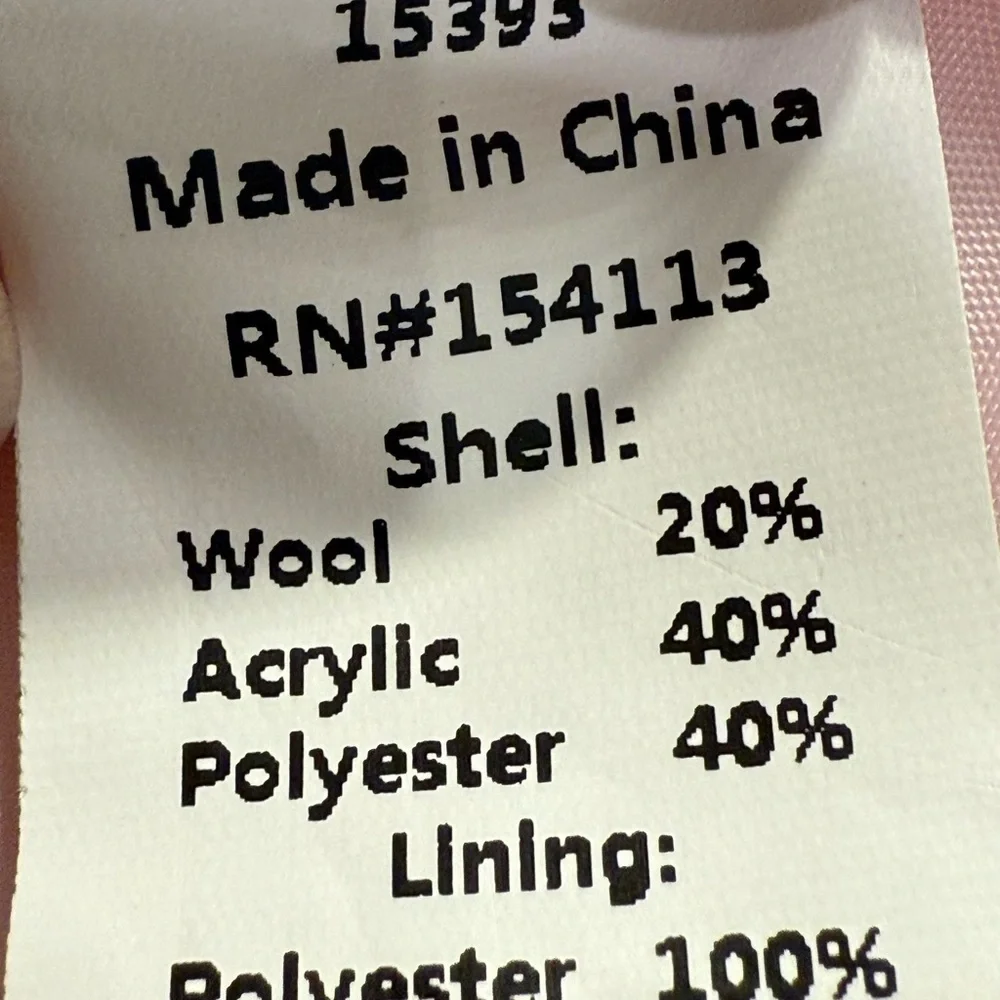 15393
Made in China
RN#154113
Shell:
Wool 20%
Acrylic 40%
Polyester 40%
Lining:
Polyester 100%